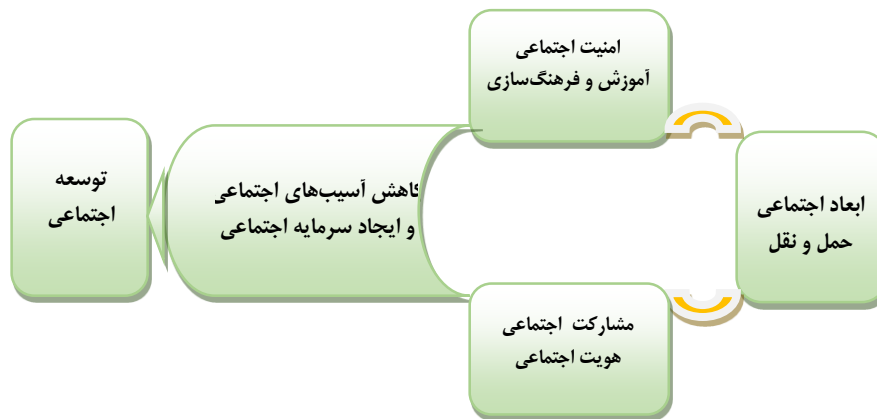 امنیت اجتماعی
آموزش و فرهنگ‌سازی
ابعاد اجتماعی
حمل و نقل
کاهش آسیب‌های اجتماعی
و ایجاد سرمایه اجتماعی
توسعه
اجتماعی
مشارکت اجتماعی
هویت اجتماعی